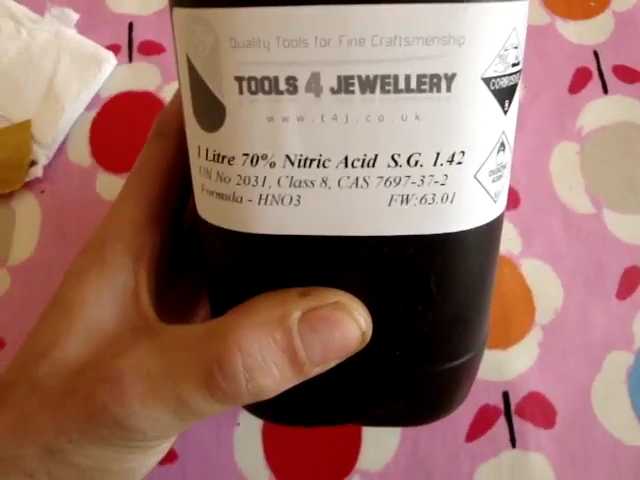 Quality Tools for Fine Craftsmenship
TOOLS 4 JEWELLERY
www.t4j.co.uk
1 Litre 70% Nitric Acid S.G. 1.42
UN No 2031, Class 8, CAS 7697-37-2
Formula - HNO3 FW:63.01
CORROSIVE
8